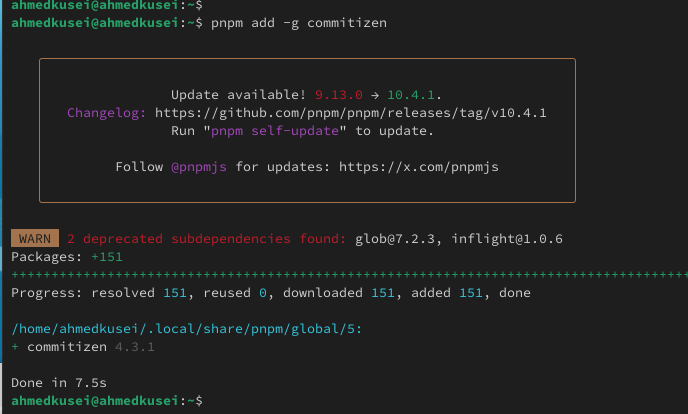 ahmedkusei@ahmedkusei:~$
ahmedkusei@ahmedkusei:~$ pnpm add -g commitizen
Update available! 9.13.0 → 10.4.1.
Changelog: https://github.com/pnpm/pnpm/releases/tag/v10.4.1
Run "pnpm self-update" to update.
Follow @pnpmjs for updates: https://x.com/pnpmjs
WARN 2 deprecated subdependencies found: glob@7.2.3, inflight@1.0.6
Packages: +151
+++++++++++++++++++++++++++++++++++++++++++++++++++++++++++++++++++++++++++++++++++++
Progress: resolved 151, reused 0, downloaded 151, added 151, done
/home/ahmedkusei/.local/share/pnpm/global/5:
+ commitizen 4.3.1
Done in 7.5s
ahmedkusei@ahmedkusei:~$